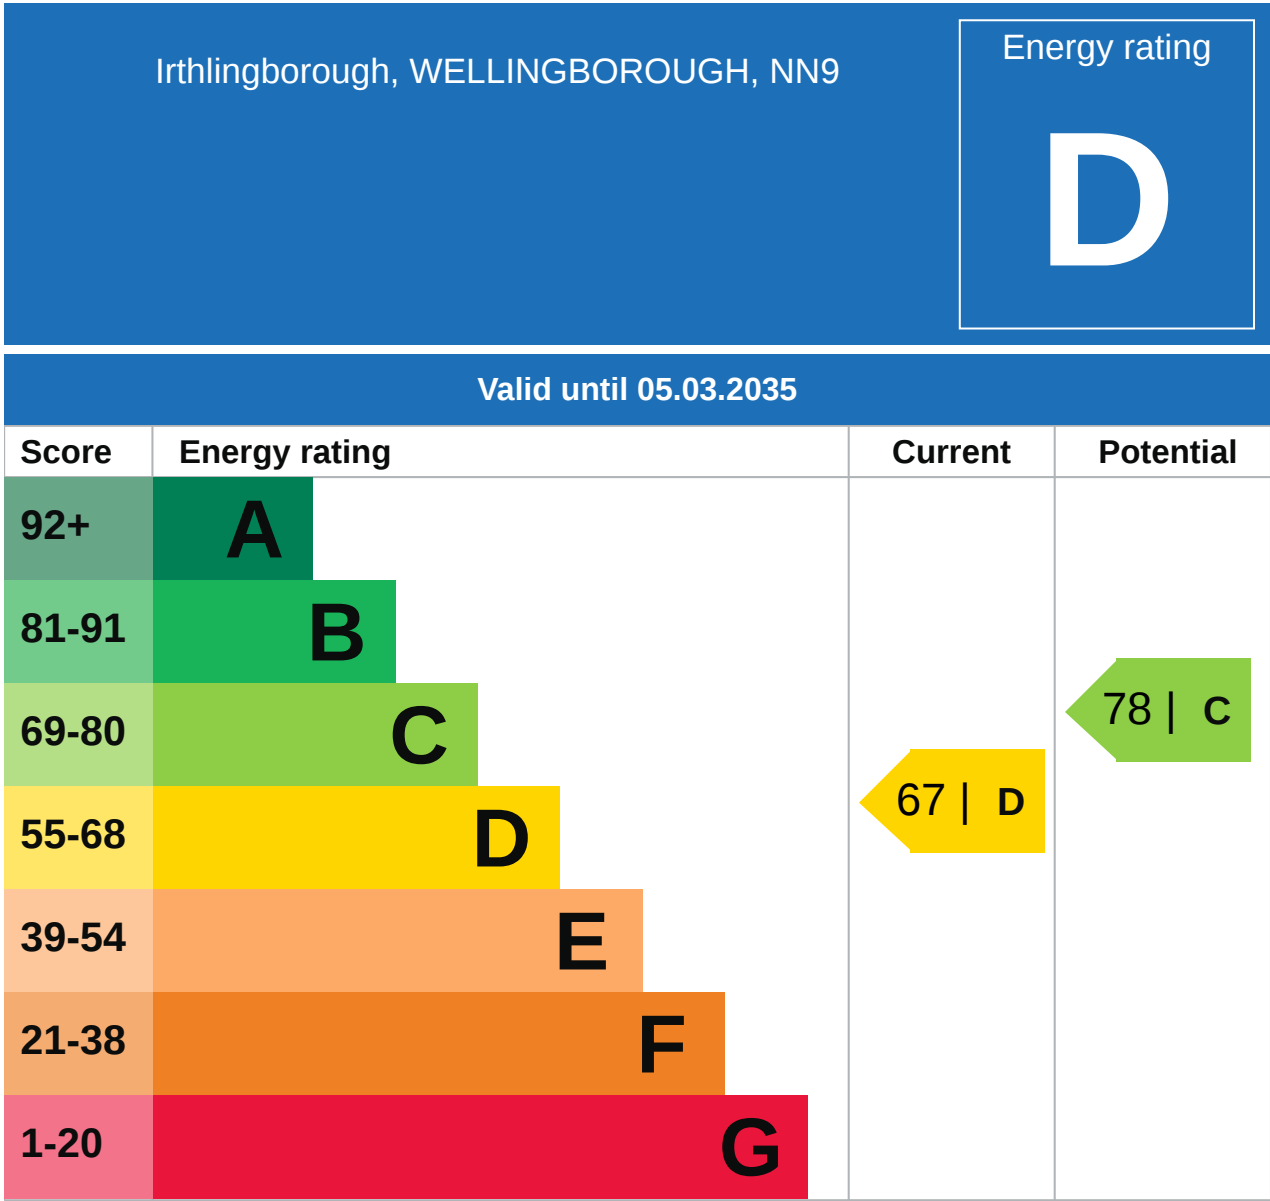 Irthlingborough, WELLINGBOROUGH, NN9
Energy rating
D
Valid until 05.03.2035
Score Energy rating Current Potential
92+ A
81-91 B
69-80 C
78 | C
55-68 D
67 | D
39-54 E
21-38 F
1-20 G